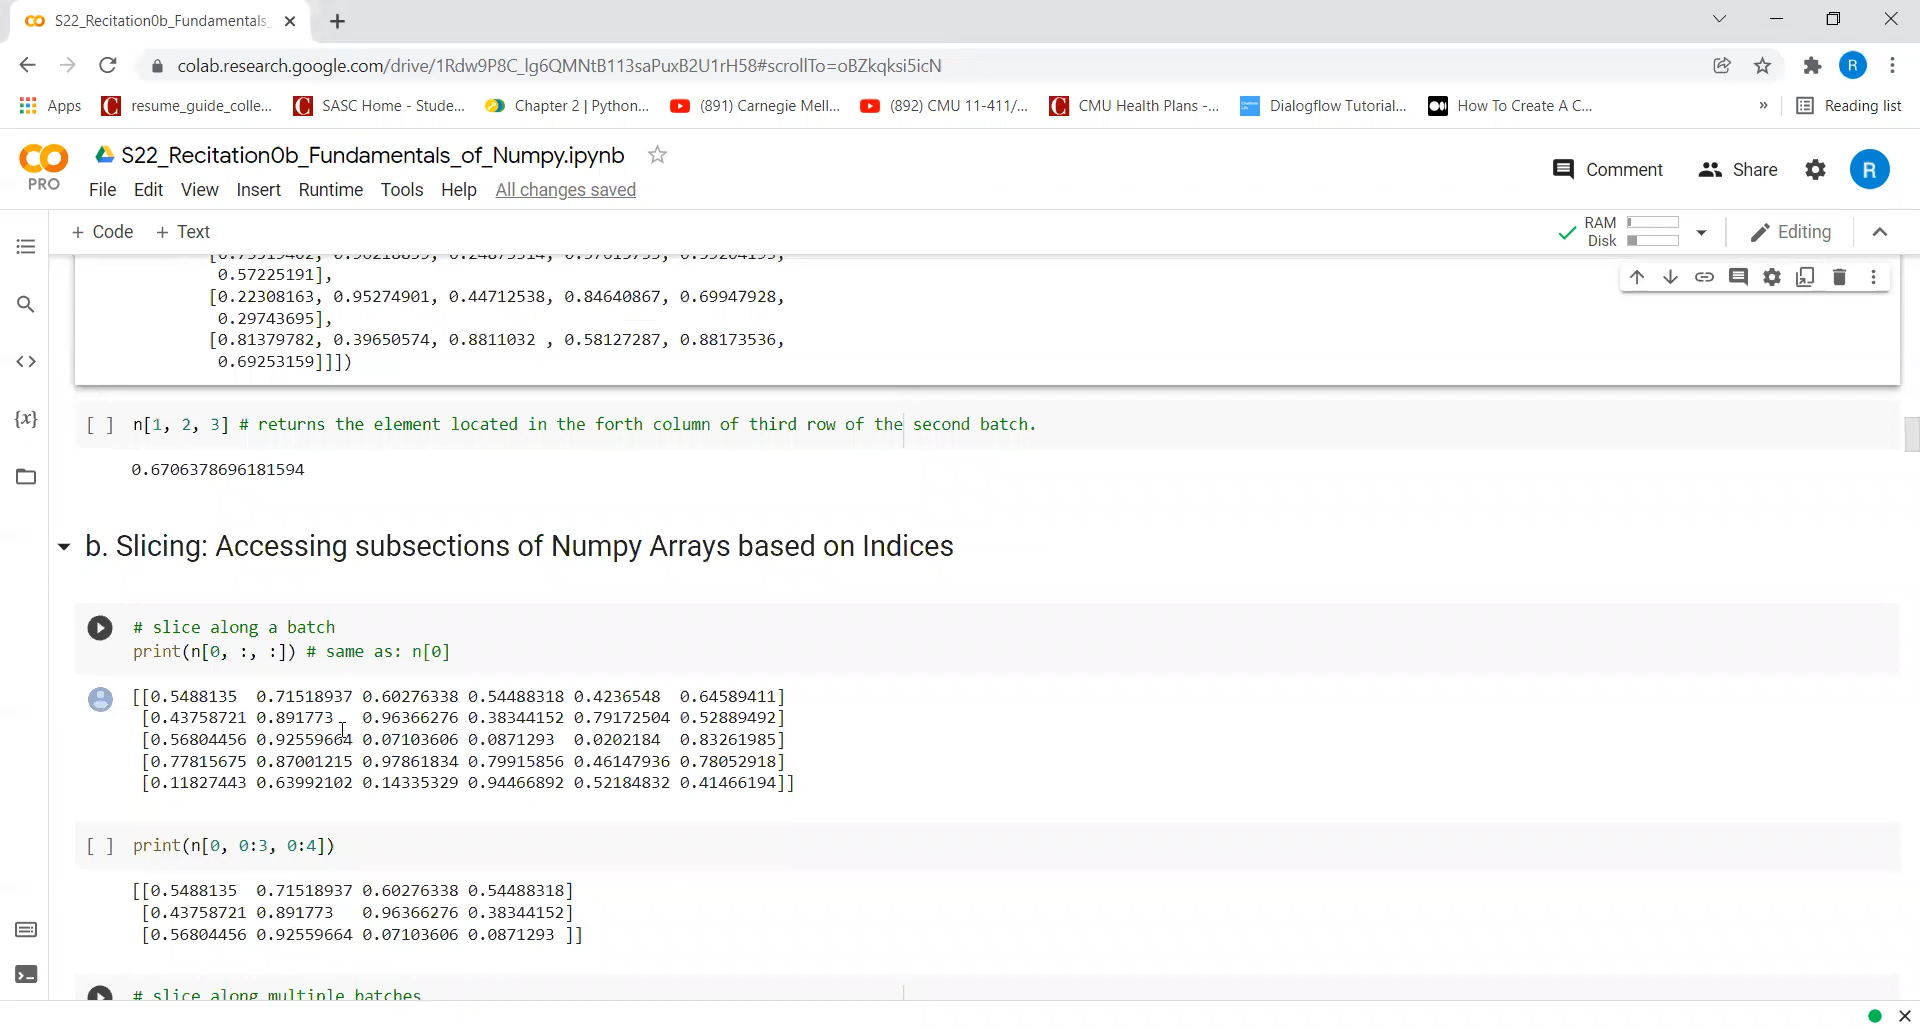 S22_Recitation0b_Fundamentals_
colab.research.google.com/drive/1Rdw9P8C_lg6QMNtB113saPuxB2U1rH58#scrollTo=oBZkqksi5icN
R
Apps resume_guide_colle... SASC Home - Stude... Chapter 2 | Python... (891) Carnegie Mell... (892) CMU 11-411/... CMU Health Plans -... Dialogflow Tutorial... How To Create A C... » Reading list
CO PRO
S22_Recitation0b_Fundamentals_of_Numpy.ipynb
File Edit View Insert Runtime Tools Help All changes saved
Comment Share R
+ Code + Text
RAM
Disk
Editing
0.57225191],
[0.22308163, 0.95274901, 0.44712538, 0.84640867, 0.69947928,
0.29743695],
[0.81379782, 0.39650574, 0.8811032 , 0.58127287, 0.88173536,
0.69253159]]])
[ ] n[1, 2, 3] # returns the element located in the forth column of third row of the second batch.
0.6706378696181594
b. Slicing: Accessing subsections of Numpy Arrays based on Indices
# slice along a batch
print(n[0, :, :]) # same as: n[0]
[[0.5488135 0.71518937 0.60276338 0.54488318 0.4236548 0.64589411]
[0.43758721 0.891773 0.96366276 0.38344152 0.79172504 0.52889492]
[0.56804456 0.92559664 0.07103606 0.0871293 0.0202184 0.83261985]
[0.77815675 0.87001215 0.97861834 0.79915856 0.46147936 0.78052918]
[0.11827443 0.63992102 0.14335329 0.94466892 0.52184832 0.41466194]]
[ ] print(n[0, 0:3, 0:4])
[[0.5488135 0.71518937 0.60276338 0.54488318]
[0.43758721 0.891773 0.96366276 0.38344152]
[0.56804456 0.92559664 0.07103606 0.0871293 ]]
# slice along multiple batches